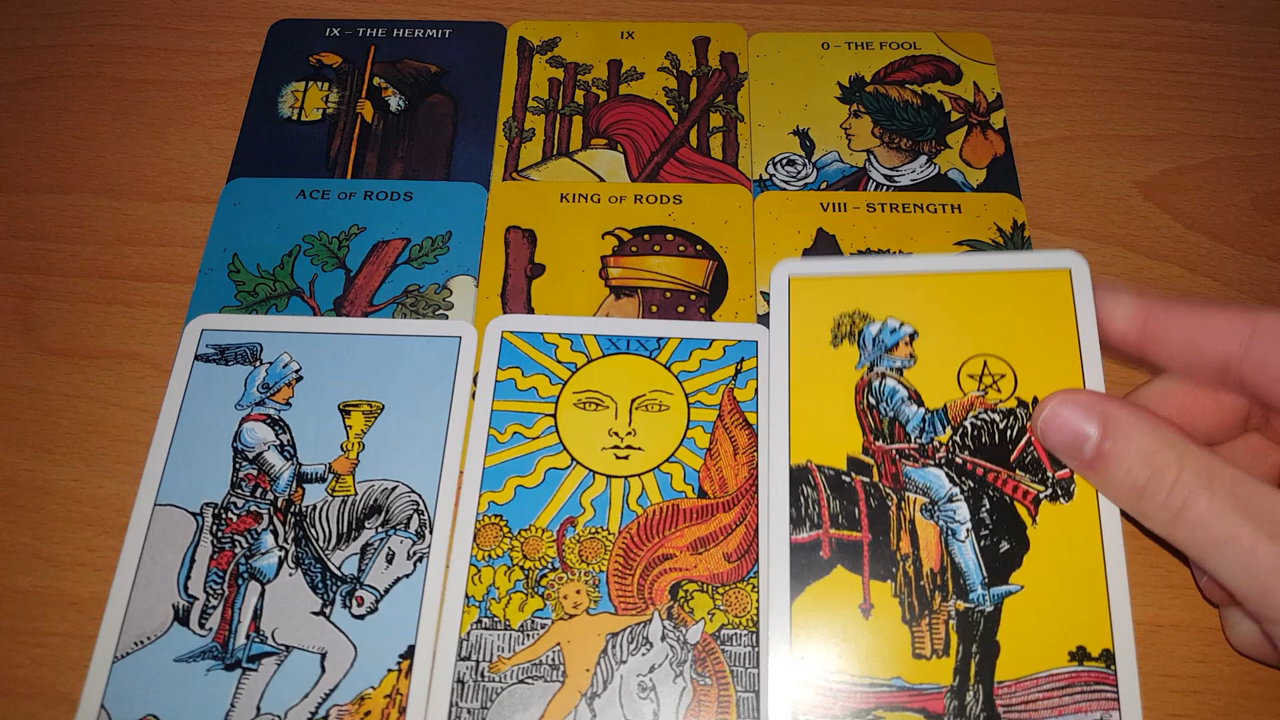 IX – THE HERMIT
IX
0 – THE FOOL
ACE OF RODS
KING OF RODS
VIII – STRENGTH
XIX